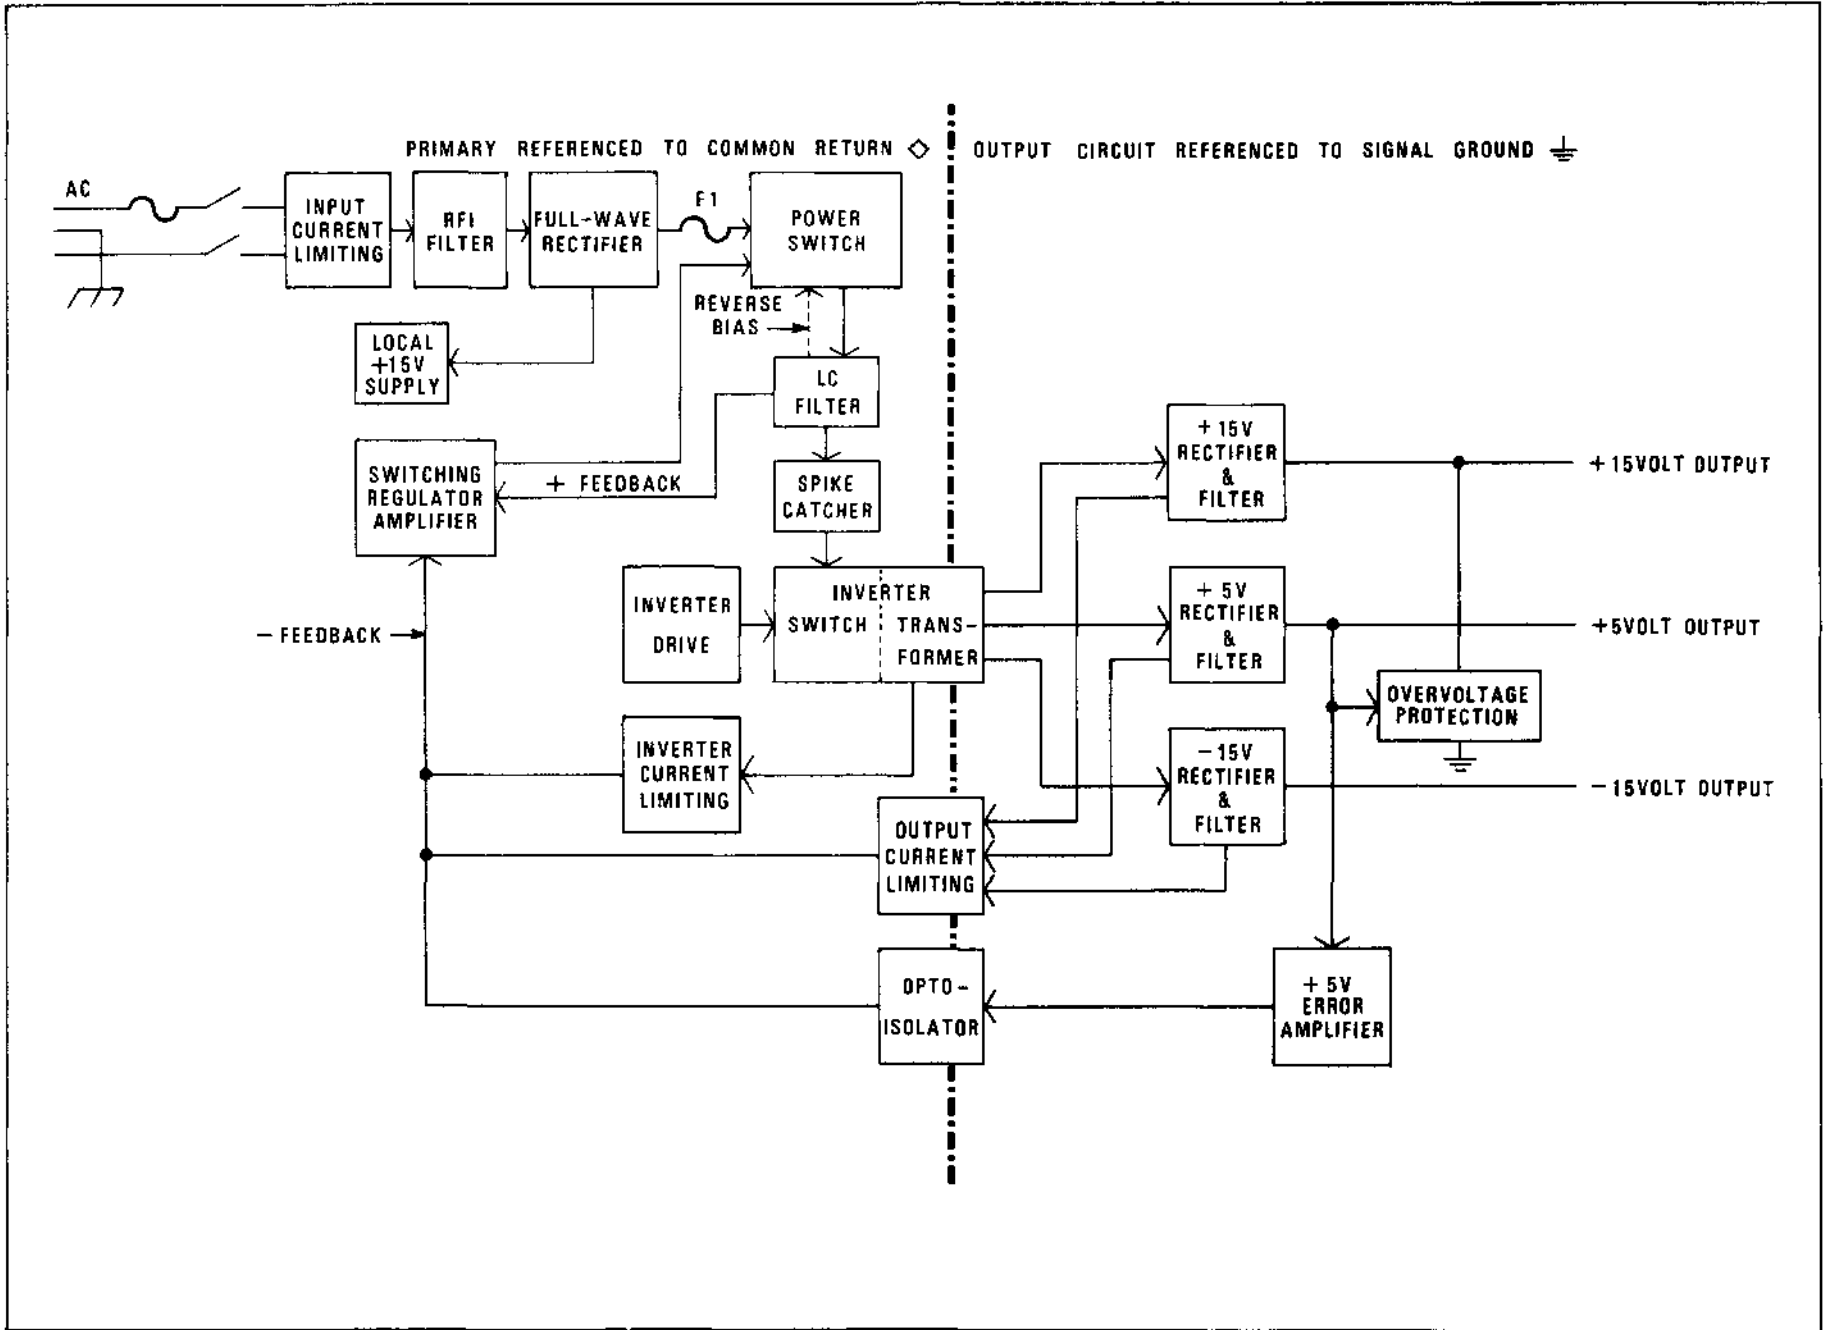 PRIMARY REFERENCED TO COMMON RETURN
OUTPUT CIRCUIT REFERENCED TO SIGNAL GROUND
AC
INPUT
CURRENT
LIMITING
RFI
FILTER
FULL-WAVE
RECTIFIER
F1
POWER
SWITCH
REVERSE
BIAS
LOCAL
+15V
SUPPLY
LC
FILTER
SWITCHING
REGULATOR
AMPLIFIER
+ FEEDBACK
SPIKE
CATCHER
+ 15V
RECTIFIER
&
FILTER
+15VOLT OUTPUT
INVERTER
DRIVE
INVERTER
SWITCH
TRANS-
FORMER
+ 5V
RECTIFIER
&
FILTER
+5VOLT OUTPUT
- FEEDBACK
OVERVOLTAGE
PROTECTION
INVERTER
CURRENT
LIMITING
- 15V
RECTIFIER
&
FILTER
-15VOLT OUTPUT
OUTPUT
CURRENT
LIMITING
OPTO-
ISOLATOR
+ 5V
ERROR
AMPLIFIER